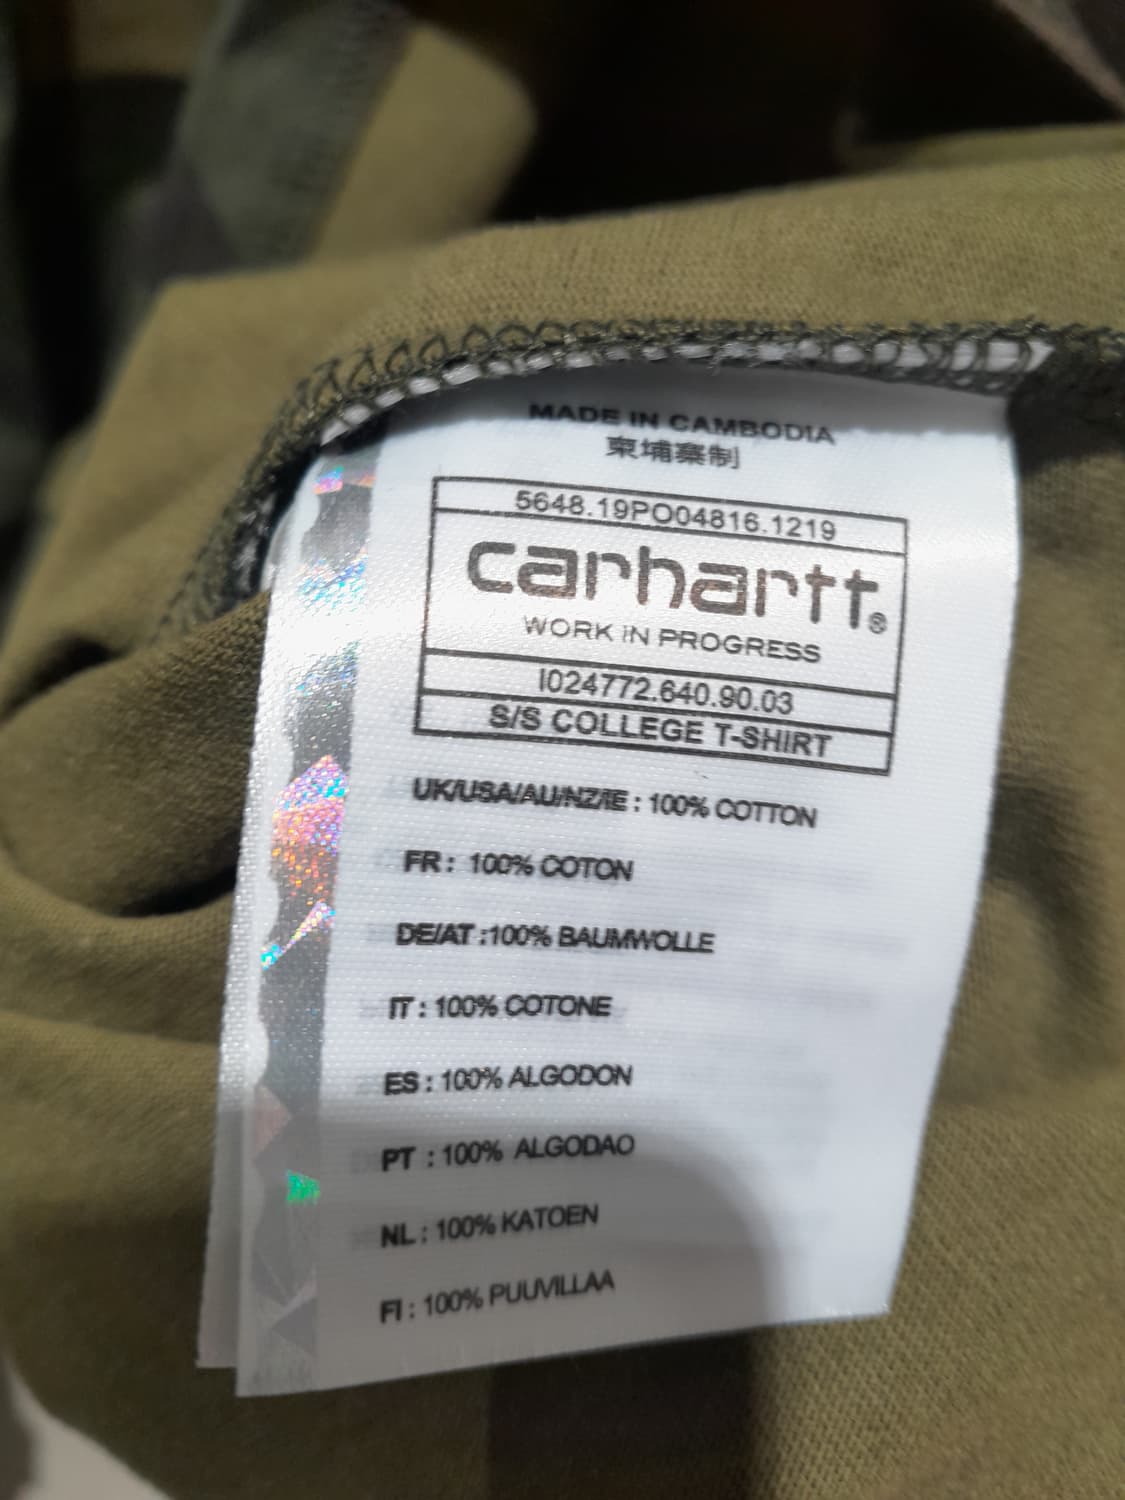 MADE IN CAMBODIA
柬埔寨制
5648.19PO04816.1219
carhartt®
WORK IN PROGRESS
I024772.640.90.03
S/S COLLEGE T-SHIRT
UK/USA/AU/NZ/IE : 100% COTTON
FR : 100% COTON
DE/AT :100% BAUMWOLLE
IT : 100% COTONE
ES : 100% ALGODON
PT : 100% ALGODAO
NL : 100% KATOEN
FI : 100% PUUVILLAA